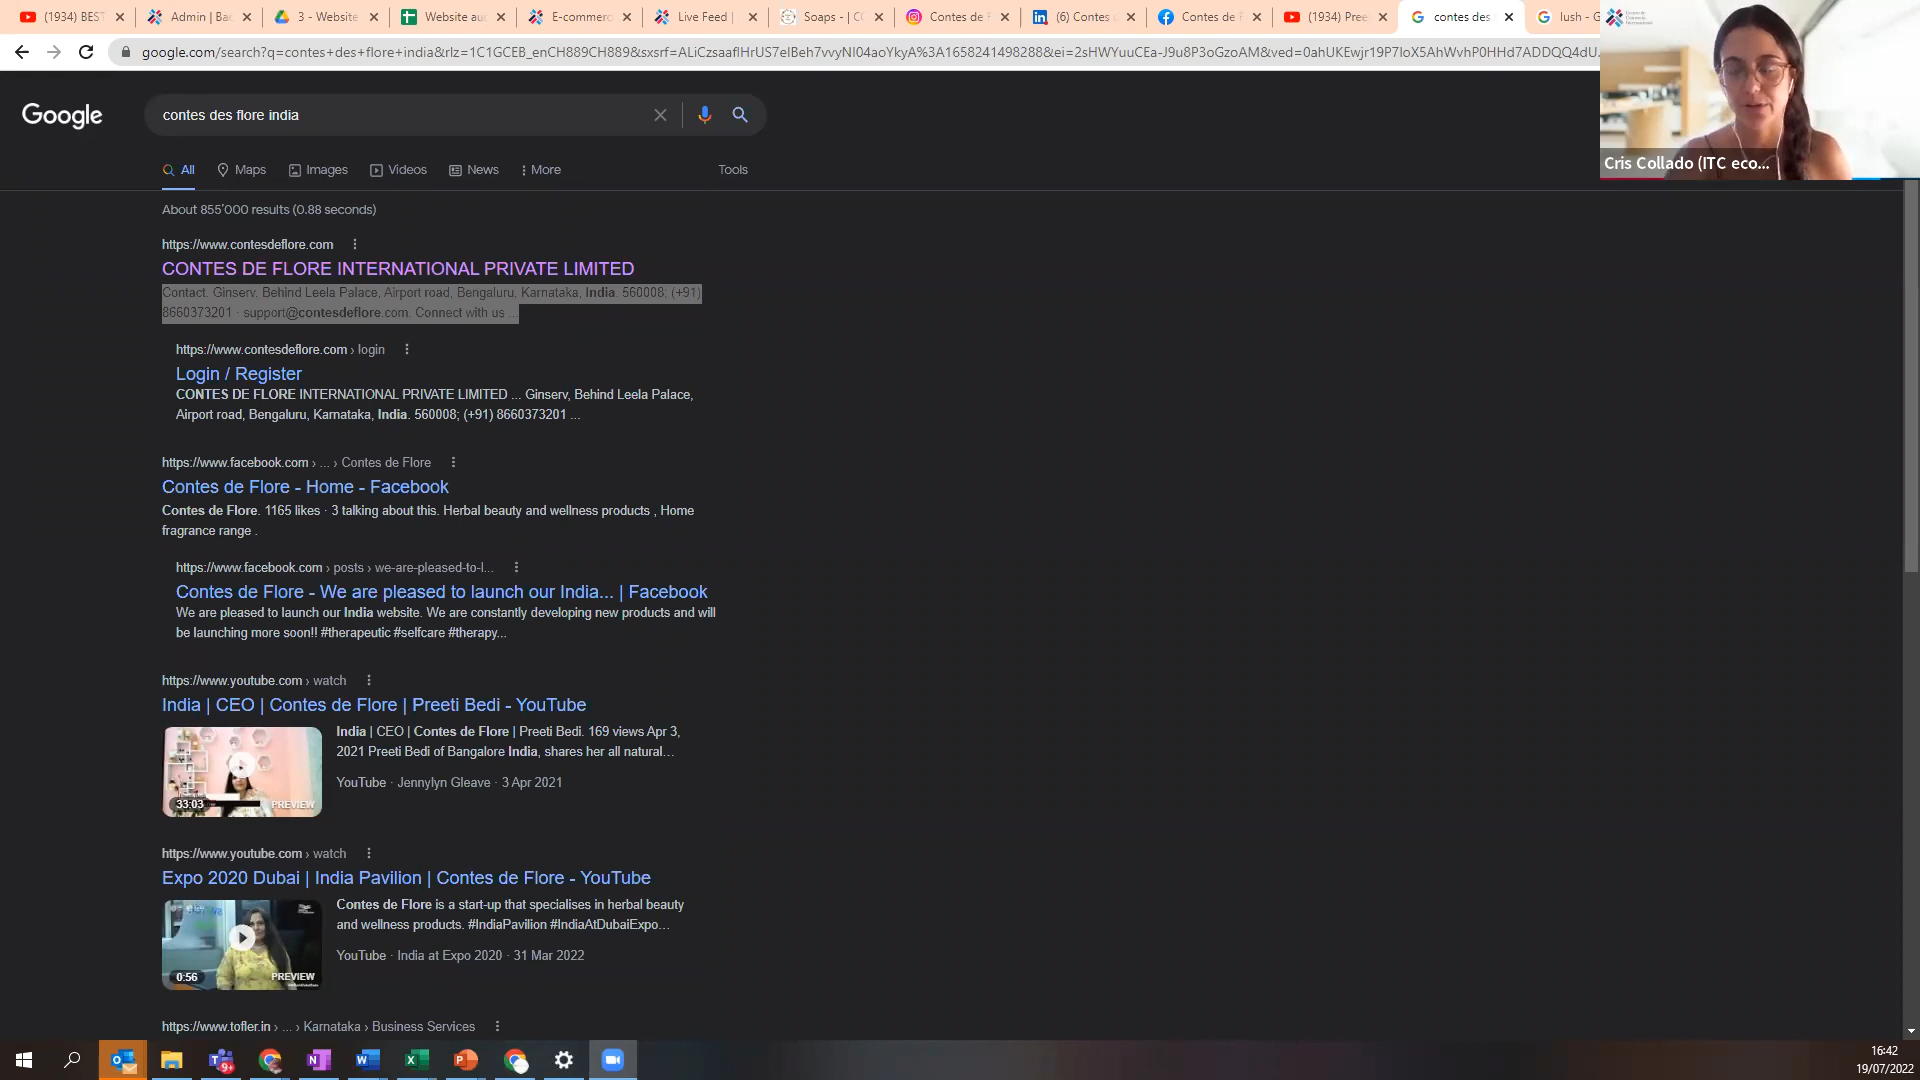 (1934) BEST
Admin | Bac
3 - Website
Website au
E-commerc
Live Feed |
Soaps - | CO
Contes de F
(6) Contes
Contes de F
(1934) Pree
contes des
lush - G
google.com/search?q=contes+des+flore+india&rlz=1C1GCEB_enCH889CH889&sxsrf=ALiCzsaaflHrUS7elBeh7vvyNI04aoYkyA%3A1658241498288&ei=2sHWYuuCEa-J9u8P3oGzoAM&ved=0ahUKEwjr19P7loX5AhWvhP0HHd7ADDQQ4dU
Google
contes des flore india
All
Maps
Images
Videos
News
More
Tools
About 855'000 results (0.88 seconds)
https://www.contesdeflore.com
CONTES DE FLORE INTERNATIONAL PRIVATE LIMITED
Contact. Ginserv. Behind Leela Palace, Airport road, Bengaluru, Karnataka, India. 560008; (+91)
8660373201 · support@contesdeflore.com. Connect with us ...
https://www.contesdeflore.com › login
Login / Register
CONTES DE FLORE INTERNATIONAL PRIVATE LIMITED ... Ginserv, Behind Leela Palace,
Airport road, Bengaluru, Karnataka, India. 560008; (+91) 8660373201 ...
https://www.facebook.com › ... › Contes de Flore
Contes de Flore - Home - Facebook
Contes de Flore. 1165 likes · 3 talking about this. Herbal beauty and wellness products , Home
fragrance range .
https://www.facebook.com › posts › we-are-pleased-to-l...
Contes de Flore - We are pleased to launch our India... | Facebook
We are pleased to launch our India website. We are constantly developing new products and will
be launching more soon!! #therapeutic #selfcare #therapy...
https://www.youtube.com › watch
India | CEO | Contes de Flore | Preeti Bedi - YouTube
India | CEO | Contes de Flore | Preeti Bedi. 169 views Apr 3,
2021 Preeti Bedi of Bangalore India, shares her all natural...
YouTube · Jennylyn Gleave · 3 Apr 2021
33:03
PREVIEW
https://www.youtube.com › watch
Expo 2020 Dubai | India Pavilion | Contes de Flore - YouTube
Contes de Flore is a start-up that specialises in herbal beauty
and wellness products. #IndiaPavilion #IndiaAtDubaiExpo...
YouTube · India at Expo 2020 · 31 Mar 2022
0:56
PREVIEW
https://www.tofler.in › ... › Karnataka › Business Services
Cris Collado (ITC eco...
16:42
19/07/2022